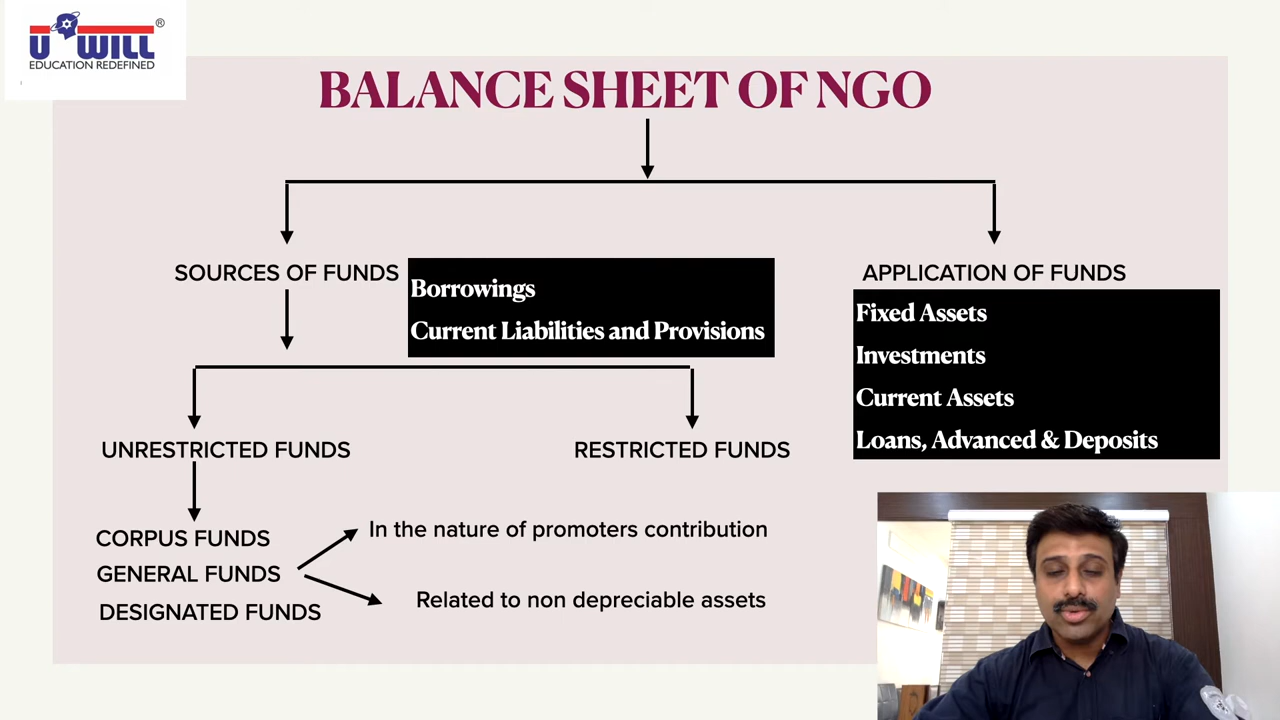 U WILL ®
EDUCATION REDEFINED
BALANCE SHEET OF NGO
SOURCES OF FUNDS
Borrowings
Current Liabilities and Provisions
APPLICATION OF FUNDS
Fixed Assets
Investments
Current Assets
Loans, Advanced & Deposits
UNRESTRICTED FUNDS
RESTRICTED FUNDS
CORPUS FUNDS
GENERAL FUNDS
DESIGNATED FUNDS
In the nature of promoters contribution
Related to non depreciable assets